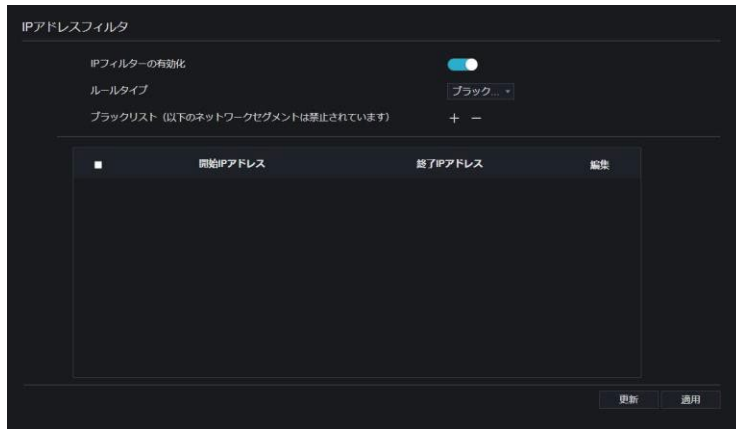 IPアドレスフィルタ
IPフィルターの有効化
ルールタイプ
ブラック...
ブラックリスト（以下のネットワークセグメントは禁止されています）
+ −
開始IPアドレス 終了IPアドレス 編集
更新 適用